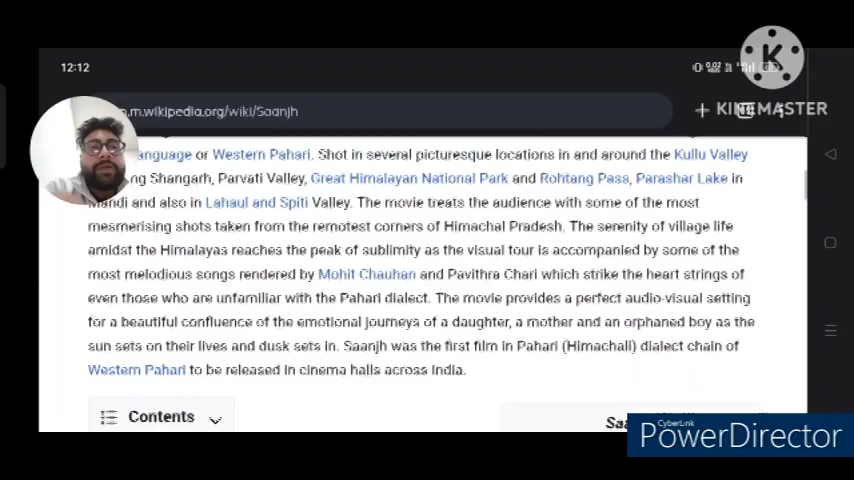 12:12
KINEMASTER
m.wikipedia.org/wiki/Saanjh
anguage or Western Pahari. Shot in several picturesque locations in and around the Kullu Valley
ng Shangarh, Parvati Valley, Great Himalayan National Park and Rohtang Pass, Parashar Lake in
Mandi and also in Lahaul and Spiti Valley. The movie treats the audience with some of the most
mesmerising shots taken from the remotest corners of Himachal Pradesh. The serenity of village life
amidst the Himalayas reaches the peak of sublimity as the visual tour is accompanied by some of the
most melodious songs rendered by Mohit Chauhan and Pavithra Chari which strike the heart strings of
even those who are unfamiliar with the Pahari dialect. The movie provides a perfect audio-visual setting
for a beautiful confluence of the emotional journeys of a daughter, a mother and an orphaned boy as the
sun sets on their lives and dusk sets in. Saanjh was the first film in Pahari (Himachali) dialect chain of
Western Pahari to be released in cinema halls across India.
Contents
Saa
CyberLink
PowerDirector